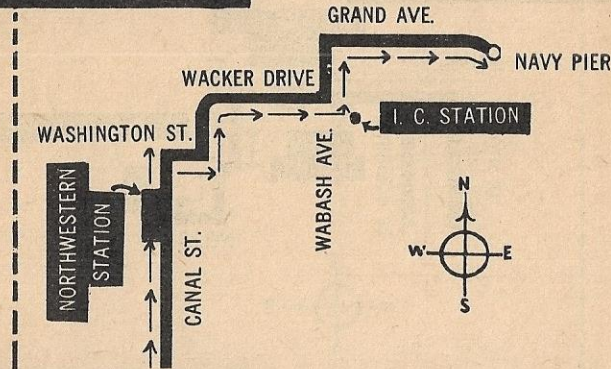 GRAND AVE.
NAVY PIER
WACKER DRIVE
I. C. STATION
WASHINGTON ST.
WABASH AVE.
NORTHWESTERN
STATION
CANAL ST.
N
W
E
S